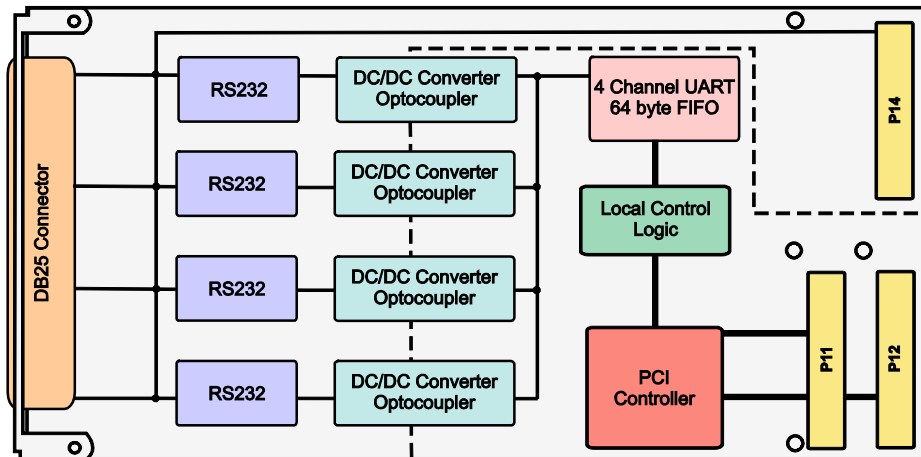 DB25 Connector
RS232
DC/DC Converter
Optocoupler
4 Channel UART
64 byte FIFO
P14
RS232
DC/DC Converter
Optocoupler
Local Control
Logic
RS232
DC/DC Converter
Optocoupler
RS232
DC/DC Converter
Optocoupler
PCI
Controller
P11
P12